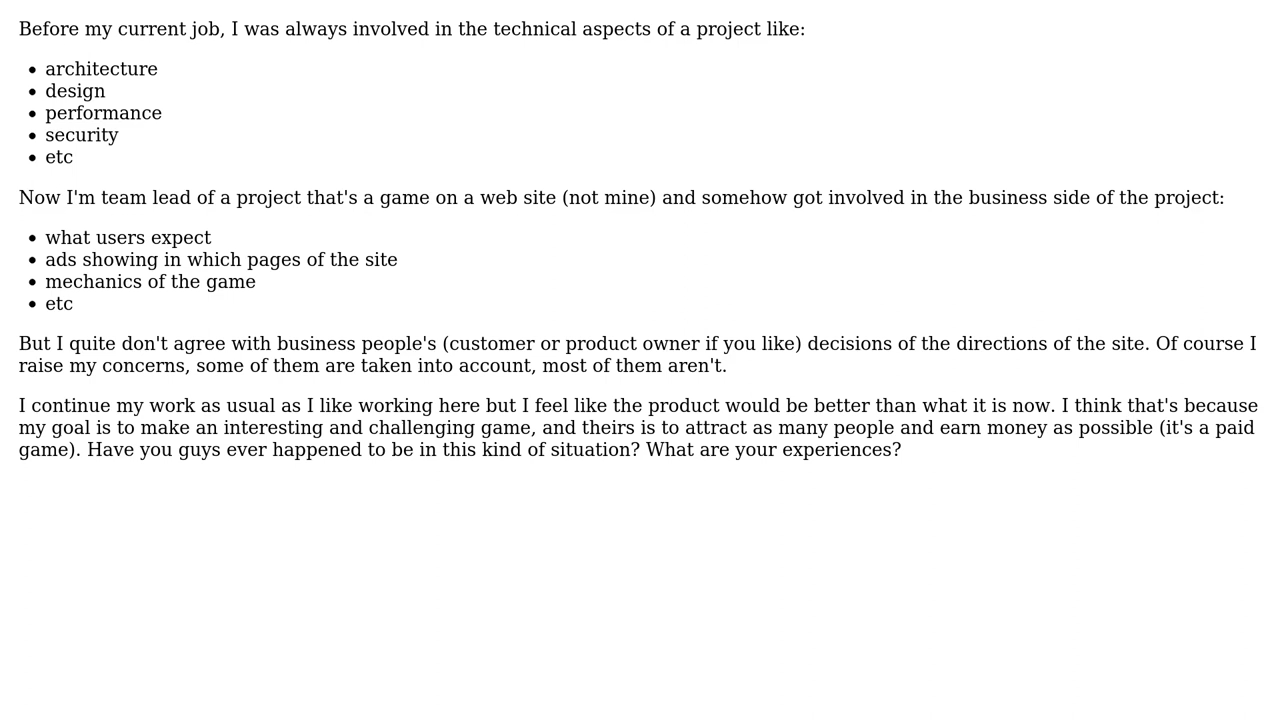 Before my current job, I was always involved in the technical aspects of a project like:
• architecture
• design
• performance
• security
• etc
Now I'm team lead of a project that's a game on a web site (not mine) and somehow got involved in the business side of the project:
• what users expect
• ads showing in which pages of the site
• mechanics of the game
• etc
But I quite don't agree with business people's (customer or product owner if you like) decisions of the directions of the site. Of course I
raise my concerns, some of them are taken into account, most of them aren't.
I continue my work as usual as I like working here but I feel like the product would be better than what it is now. I think that's because
my goal is to make an interesting and challenging game, and theirs is to attract as many people and earn money as possible (it's a paid
game). Have you guys ever happened to be in this kind of situation? What are your experiences?